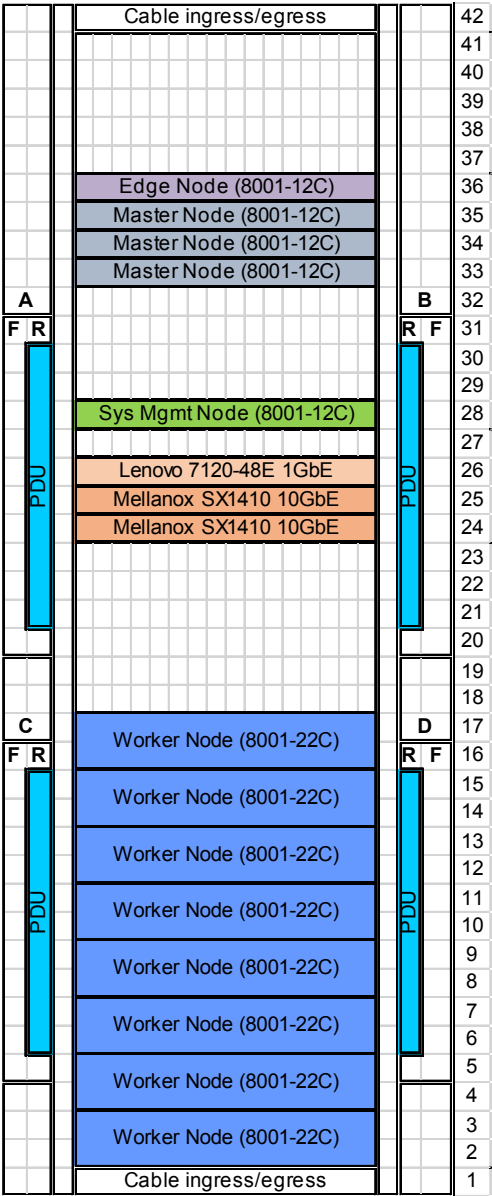 Cable ingress/egress 42
41
40
39
38
37
Edge Node (8001-12C) 36
Master Node (8001-12C) 35
Master Node (8001-12C) 34
Master Node (8001-12C) 33
A B 32
F R R F 31
30
29
Sys Mgmt Node (8001-12C) 28
27
Lenovo 7120-48E 1GbE 26
PDU Mellanox SX1410 10GbE PDU 25
Mellanox SX1410 10GbE 24
23
22
21
20
19
18
C D 17
Worker Node (8001-22C)
F R R F 16
15
Worker Node (8001-22C)
14
13
Worker Node (8001-22C)
12
11
PDU Worker Node (8001-22C) PDU
10
9
Worker Node (8001-22C)
8
7
Worker Node (8001-22C)
6
5
Worker Node (8001-22C)
4
3
Worker Node (8001-22C)
2
Cable ingress/egress 1